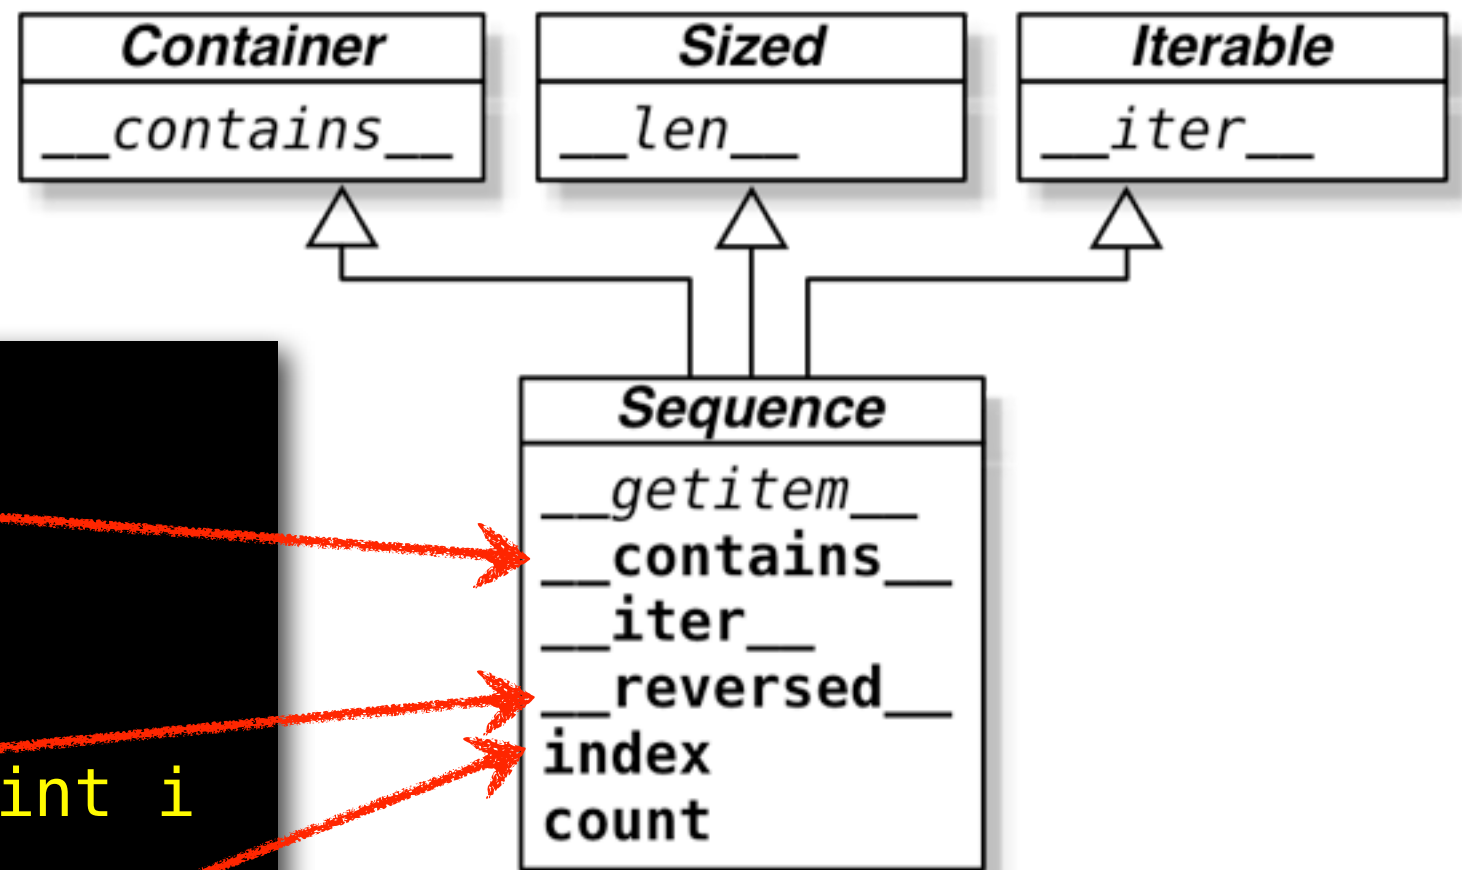 Container
__contains__
Sized
__len__
Iterable
__iter__
Sequence
__getitem__
__contains__
__iter__
__reversed__
index
count
int i